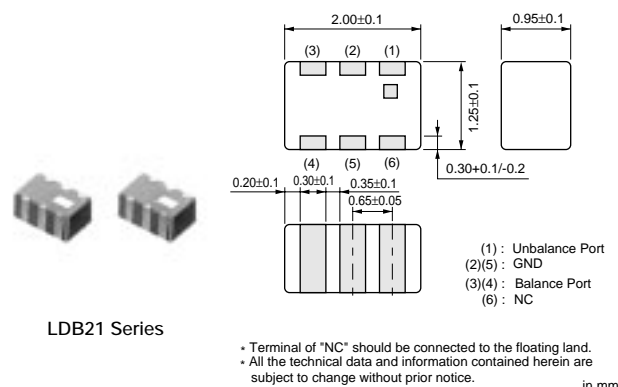 2.00±0.1
0.95±0.1
(3) (2) (1)
1.25±0.1
(4) (5) (6)
0.30+0.1/-0.2
0.20±0.1 0.30±0.1 0.35±0.1
0.65±0.05
(1) : Unbalance Port
(2)(5) : GND
(3)(4) : Balance Port
(6) : NC
LDB21 Series
* Terminal of "NC" should be connected to the floating land.
* All the technical data and information contained herein are
subject to change without prior notice.
in mm